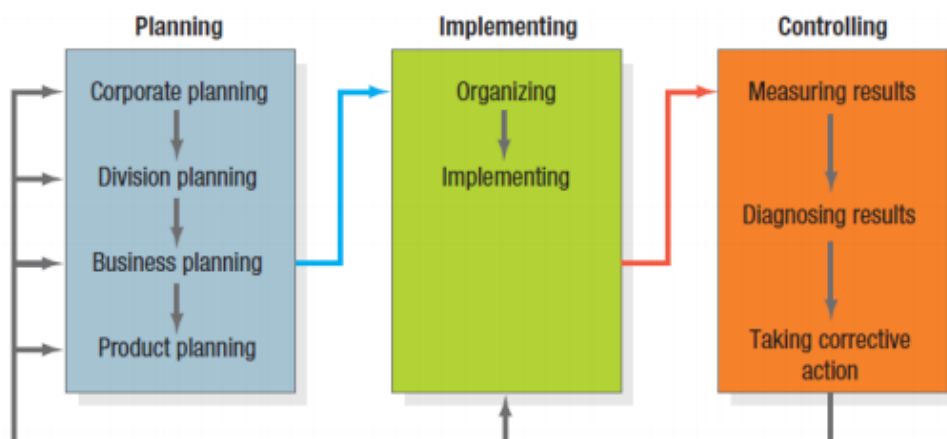 Planning
Corporate planning
Division planning
Business planning
Product planning
Implementing
Organizing
Implementing
Controlling
Measuring results
Diagnosing results
Taking corrective
action